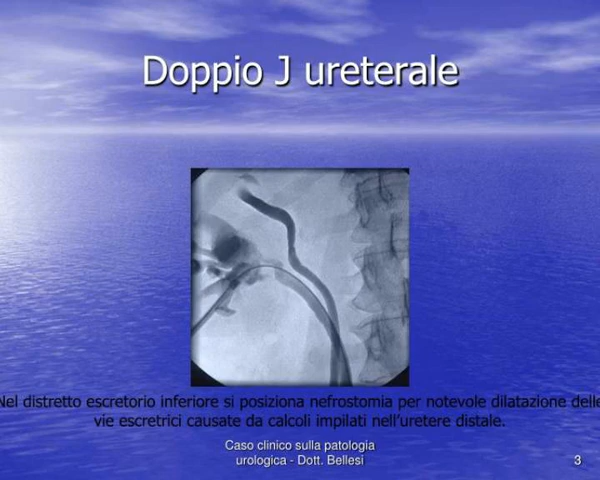 Doppio J ureterale
Nel distretto escretorio inferiore si posiziona nefrostomia per notevole dilatazione delle
vie escretrici causate da calcoli impilati nell'uretere distale.
Caso clinico sulla patologia
urologica - Dott. Bellesi
3